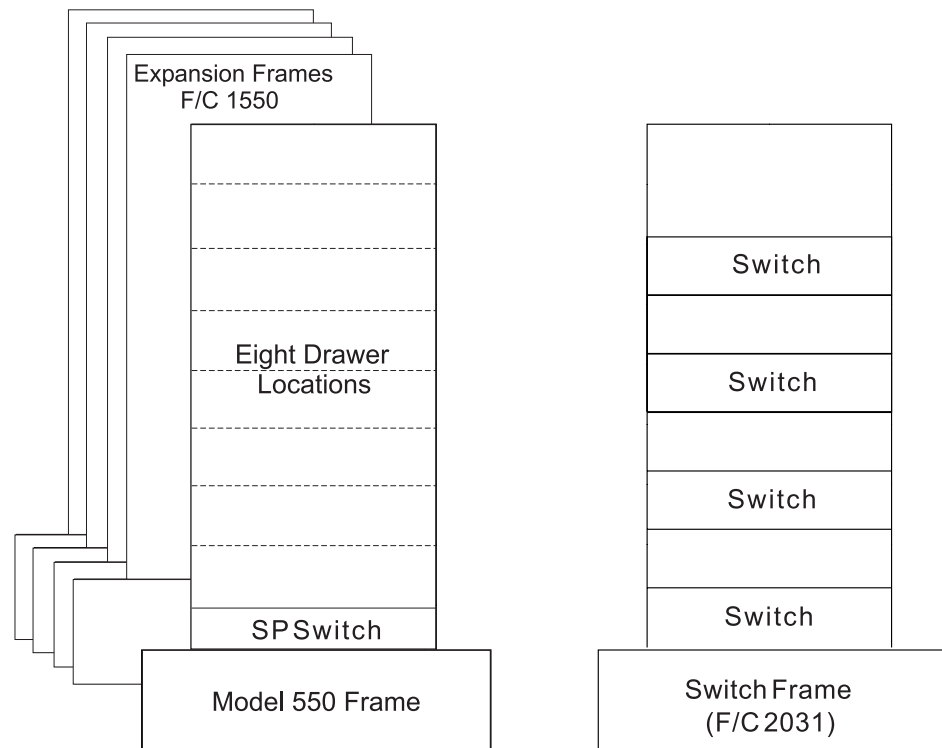 Expansion Frames
F/C 1550
Eight Drawer
Locations
SP Switch
Model 550 Frame
Switch
Switch
Switch
Switch
Switch Frame
(F/C 2031)